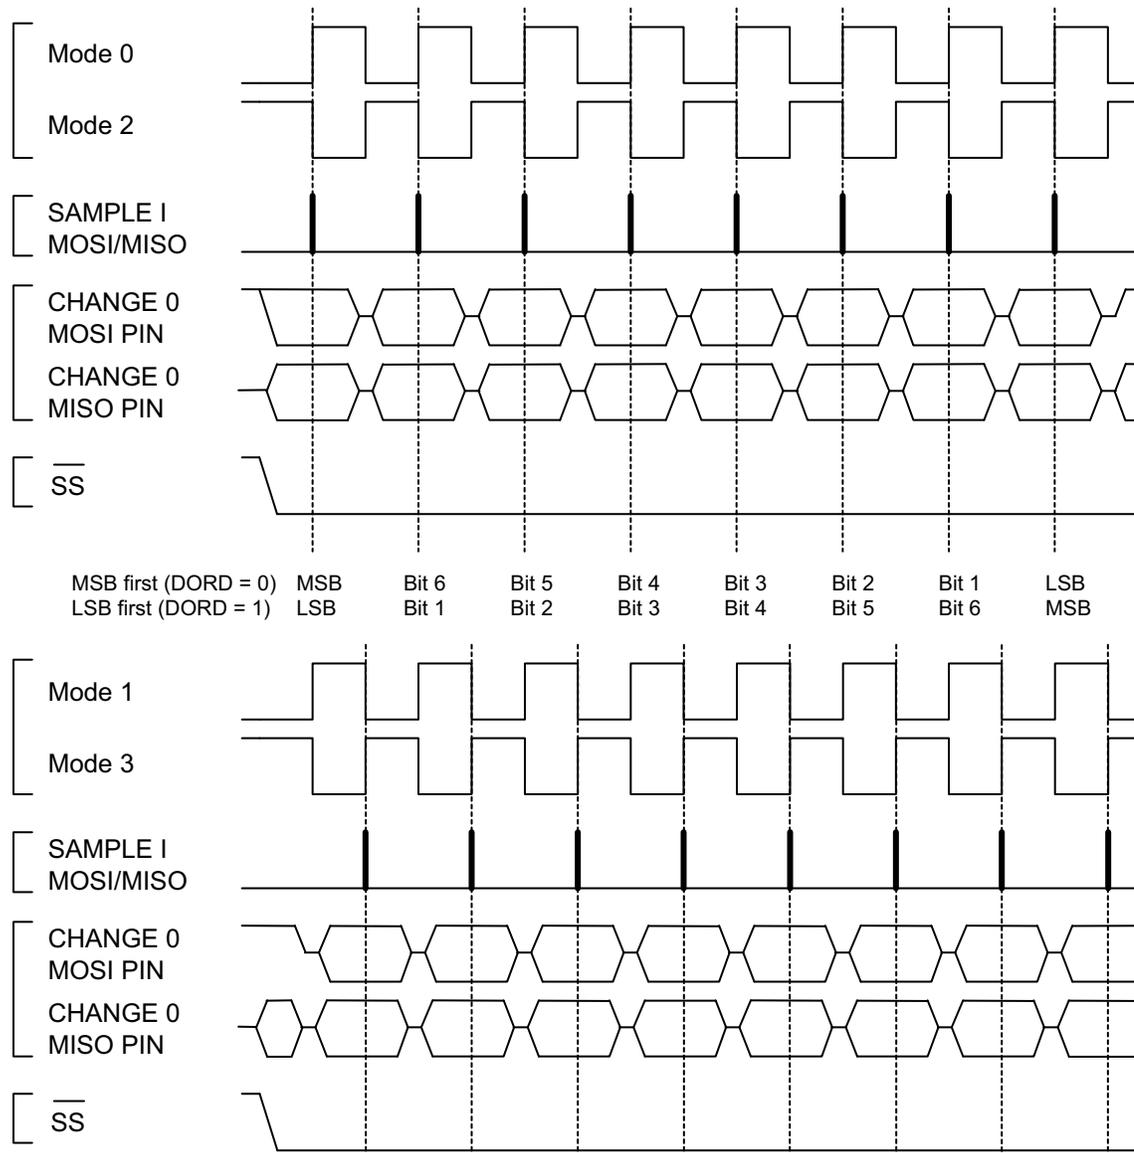 Mode 0
Mode 2
SAMPLE I
MOSI/MISO
CHANGE 0
MOSI PIN
CHANGE 0
MISO PIN
SS
MSB first (DORD = 0) MSB Bit 6 Bit 5 Bit 4 Bit 3 Bit 2 Bit 1 LSB
LSB first (DORD = 1) LSB Bit 1 Bit 2 Bit 3 Bit 4 Bit 5 Bit 6 MSB
Mode 1
Mode 3
SAMPLE I
MOSI/MISO
CHANGE 0
MOSI PIN
CHANGE 0
MISO PIN
SS